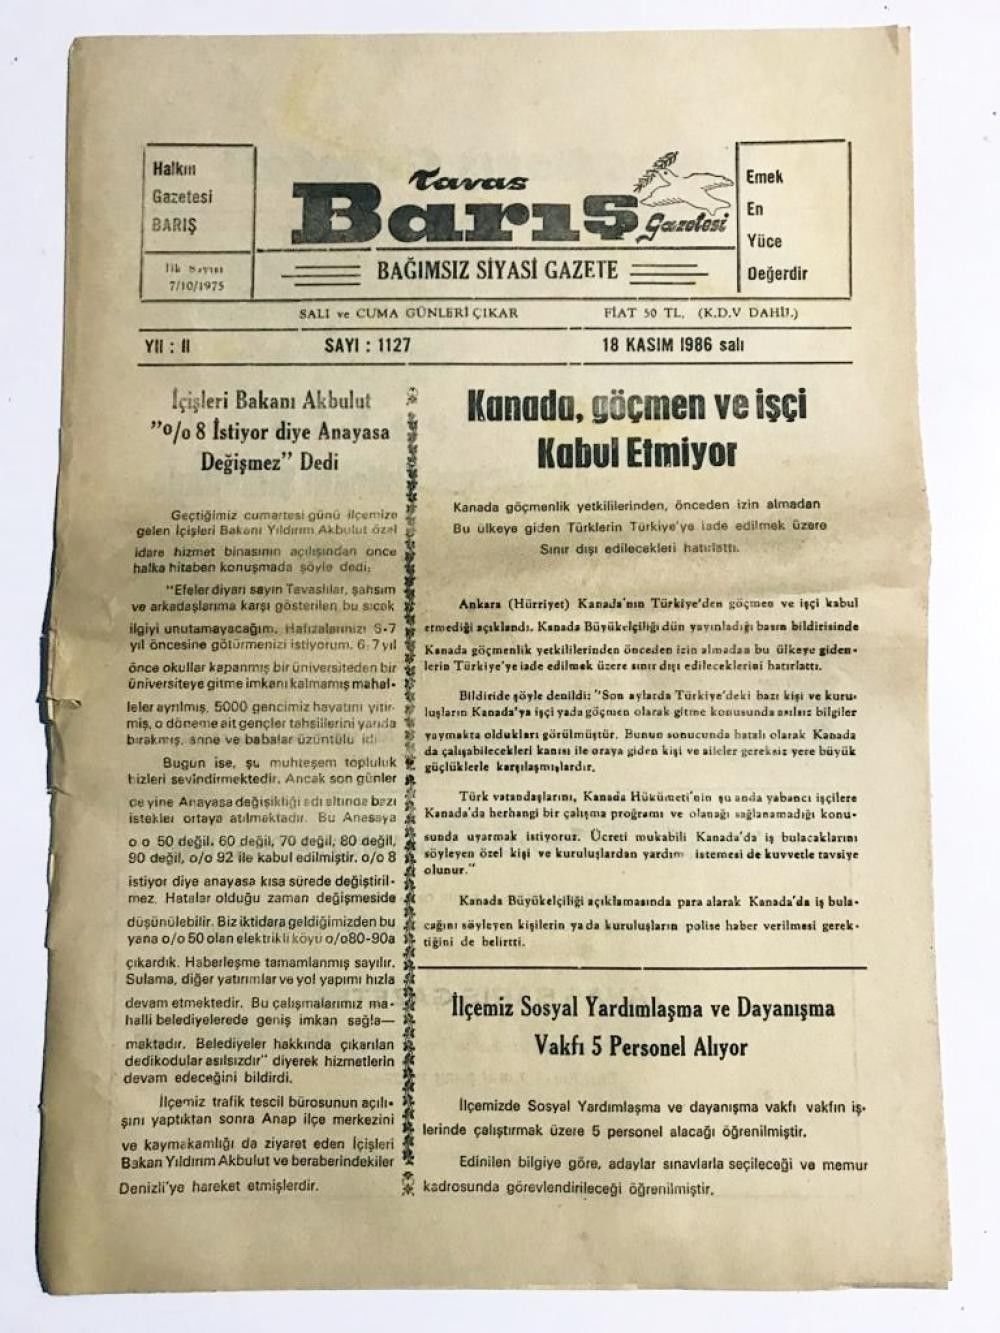 Halkın
Gazetesi
BARIŞ
İlk Sayısı
7/10/1975
Tavas
Barış
Gazetesi
BAĞIMSIZ SİYASİ GAZETE
Emek
En
Yüce
Değerdir
SALI ve CUMA GÜNLERİ ÇIKAR
FİAT 50 TL. (K.D.V DAHİL)
YIL : II
SAYI : 1127
18 KASIM 1986 salı
İçişleri Bakanı Akbulut
"o/o 8 İstiyor diye Anayasa
Değişmez" Dedi
Geçtiğimiz cumartesi günü ilçemize
gelen İçişleri Bakanı Yıldırım Akbulut özel
idare hizmet binasının açılışından önce
halka hitaben konuşmada şöyle dedi:
"Efeler diyarı sayın Tavaslılar, şahsım
ve arkadaşlarıma karşı gösterilen bu sıcak
ilgiyi unutamayacağım. Hafızalarınızı 6-7
yıl öncesine götürmenizi istiyorum. 6-7 yıl
önce okullar kapanmış bir üniversiteden bir
üniversiteye gitme imkanı kalmamış mahal-
leler ayrılmış, 5000 gencimiz hayatını yitir-
miş, o döneme ait gençler tahsillerini yarıda
bırakmış, anne ve babalar üzüntülü idi.
Bugün ise, şu muhteşem topluluk
bizleri sevindirmektedir. Ancak son günler
de yine Anayasa değişikliği adı altında bazı
istekler ortaya atılmaktadır. Bu Anasaya
o o 50 değil, 60 değil, 70 değil, 80 değil,
90 değil, o/o 92 ile kabul edilmiştir. o/o 8
istiyor diye anayasa kısa sürede değiştiril-
mez. Hatalar olduğu zaman değişmeside
düşünülebilir. Biz iktidara geldiğimizden bu
yana o/o 50 olan elektrikli köyü o/o80-90a
çıkardık. Haberleşme tamamlanmış sayılır.
Sulama, diğer yatırımlar ve yol yapımı hızla
devam etmektedir. Bu çalışmalarımız ma-
halli belediyelerede geniş imkan sağla—
maktadır. Belediyeler hakkında çıkarılan
dedikodular asılsızdır" diyerek hizmetlerin
devam edeceğini bildirdi.
İlçemiz trafik tescil bürosunun açılı-
şını yaptıktan sonra Anap ilçe merkezini
ve kaymakamlığı da ziyaret eden İçişleri
Bakan Yıldırım Akbulut ve beraberindekiler
Denizli'ye hareket etmişlerdir.
Kanada, göçmen ve işçi
Kabul Etmiyor
Kanada göçmenlik yetkililerinden, önceden izin almadan
Bu ülkeye giden Türklerin Türkiye'ye iade edilmek üzere
Sınır dışı edilecekleri hatırlattı.
Ankara (Hürriyet) Kanada'nın Türkiye'den göçmen ve işçi kabul
etmediği açıklandı. Kanada Büyükelçiliği dün yayınladığı basın bildirisinde
Kanada göçmenlik yetkililerinden önceden izin almadan bu ülkeye giden-
lerin Türkiye'ye iade edilmek üzere sınır dışı edileceklerini hatırlattı.
Bildiride şöyle denildi: "Son aylarda Türkiye'deki bazı kişi ve kuru-
luşların Kanada'ya işçi yada göçmen olarak gitme konusunda asılsız bilgiler
yaymakta oldukları görülmüştür. Bunun sonucunda hatalı olarak Kanada
da çalışabilecekleri kanısı ile oraya giden kişi ve aileler gereksiz yere büyük
güçlüklerle karşılaşmışlardır.
Türk vatandaşlarını, Kanada Hükümeti'nin şu anda yabancı işçilere
Kanada'da herhangi bir çalışma programı ve olanağı sağlanamadığı konu-
sunda uyarmak istiyoruz. Ücreti mukabili Kanada'da iş bulacaklarını
söyleyen özel kişi ve kuruluşlardan yardım istemesi de kuvvetle tavsiye
olunur."
Kanada Büyükelçiliği açıklamasında para alarak Kanada'da iş bula-
cağını söyleyen kişilerin yada kuruluşların polise haber verilmesi gerek-
tiğini de belirtti.
İlçemiz Sosyal Yardımlaşma ve Dayanışma
Vakfı 5 Personel Alıyor
İlçemizde Sosyal Yardımlaşma ve dayanışma vakfı vakfın iş-
lerinde çalıştırmak üzere 5 personel alacağı öğrenilmiştir.
Edinilen bilgiye göre, adaylar sınavlarla seçileceği ve memur
kadrosunda görevlendirileceği öğrenilmiştir.